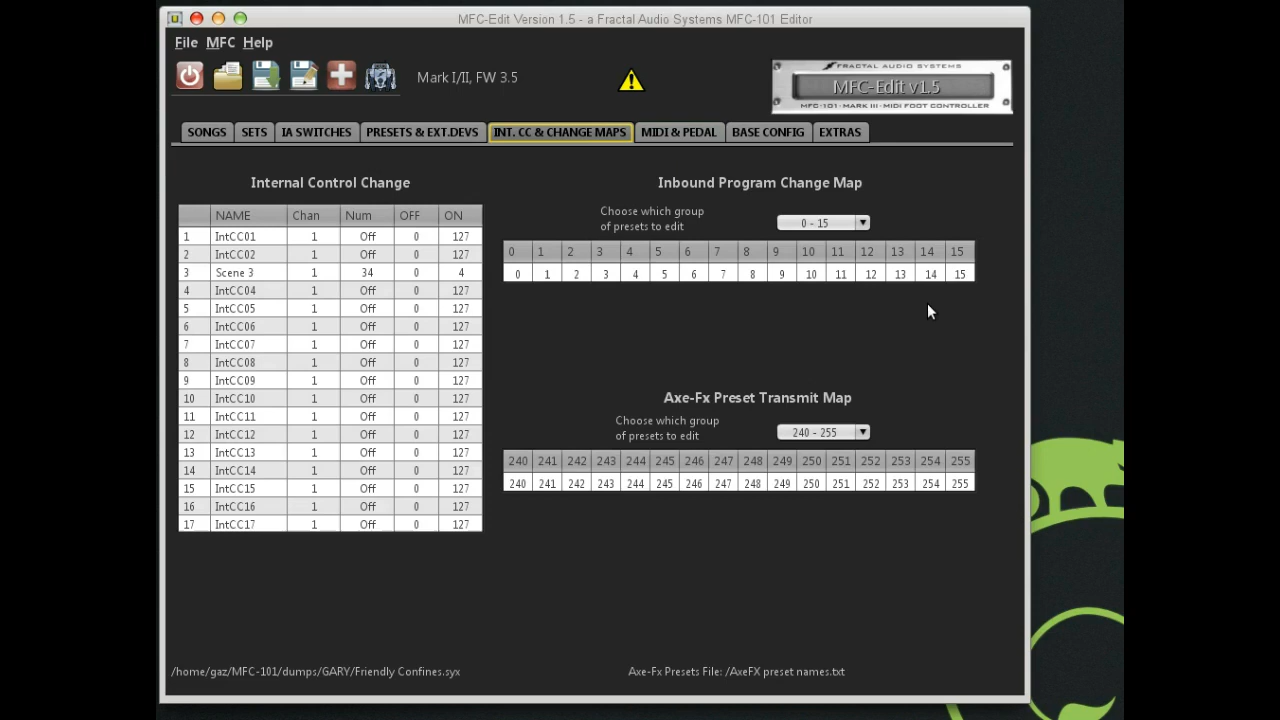 MFC-Edit Version 1.5 - a Fractal Audio Systems MFC-101 Editor
File MFC Help
Mark I/II, FW 3.5
FRACTAL AUDIO SYSTEMS
MFC-Edit v1.5
MFC-101 - MARK III - MIDI FOOT CONTROLLER
SONGS SETS IA SWITCHES PRESETS & EXT.DEVS INT. CC & CHANGE MAPS MIDI & PEDAL BASE CONFIG EXTRAS
Internal Control Change
NAME Chan Num OFF ON
1 IntCC01 1 Off 0 127
2 IntCC02 1 Off 0 127
3 Scene 3 1 34 0 4
4 IntCC04 1 Off 0 127
5 IntCC05 1 Off 0 127
6 IntCC06 1 Off 0 127
7 IntCC07 1 Off 0 127
8 IntCC08 1 Off 0 127
9 IntCC09 1 Off 0 127
10 IntCC10 1 Off 0 127
11 IntCC11 1 Off 0 127
12 IntCC12 1 Off 0 127
13 IntCC13 1 Off 0 127
14 IntCC14 1 Off 0 127
15 IntCC15 1 Off 0 127
16 IntCC16 1 Off 0 127
17 IntCC17 1 Off 0 127
Inbound Program Change Map
Choose which group
of presets to edit
0 - 15
0 1 2 3 4 5 6 7 8 9 10 11 12 13 14 15
0 1 2 3 4 5 6 7 8 9 10 11 12 13 14 15
Axe-Fx Preset Transmit Map
Choose which group
of presets to edit
240 - 255
240 241 242 243 244 245 246 247 248 249 250 251 252 253 254 255
240 241 242 243 244 245 246 247 248 249 250 251 252 253 254 255
/home/gaz/MFC-101/dumps/GARY/Friendly Confines.syx
Axe-Fx Presets File: /AxeFX preset names.txt